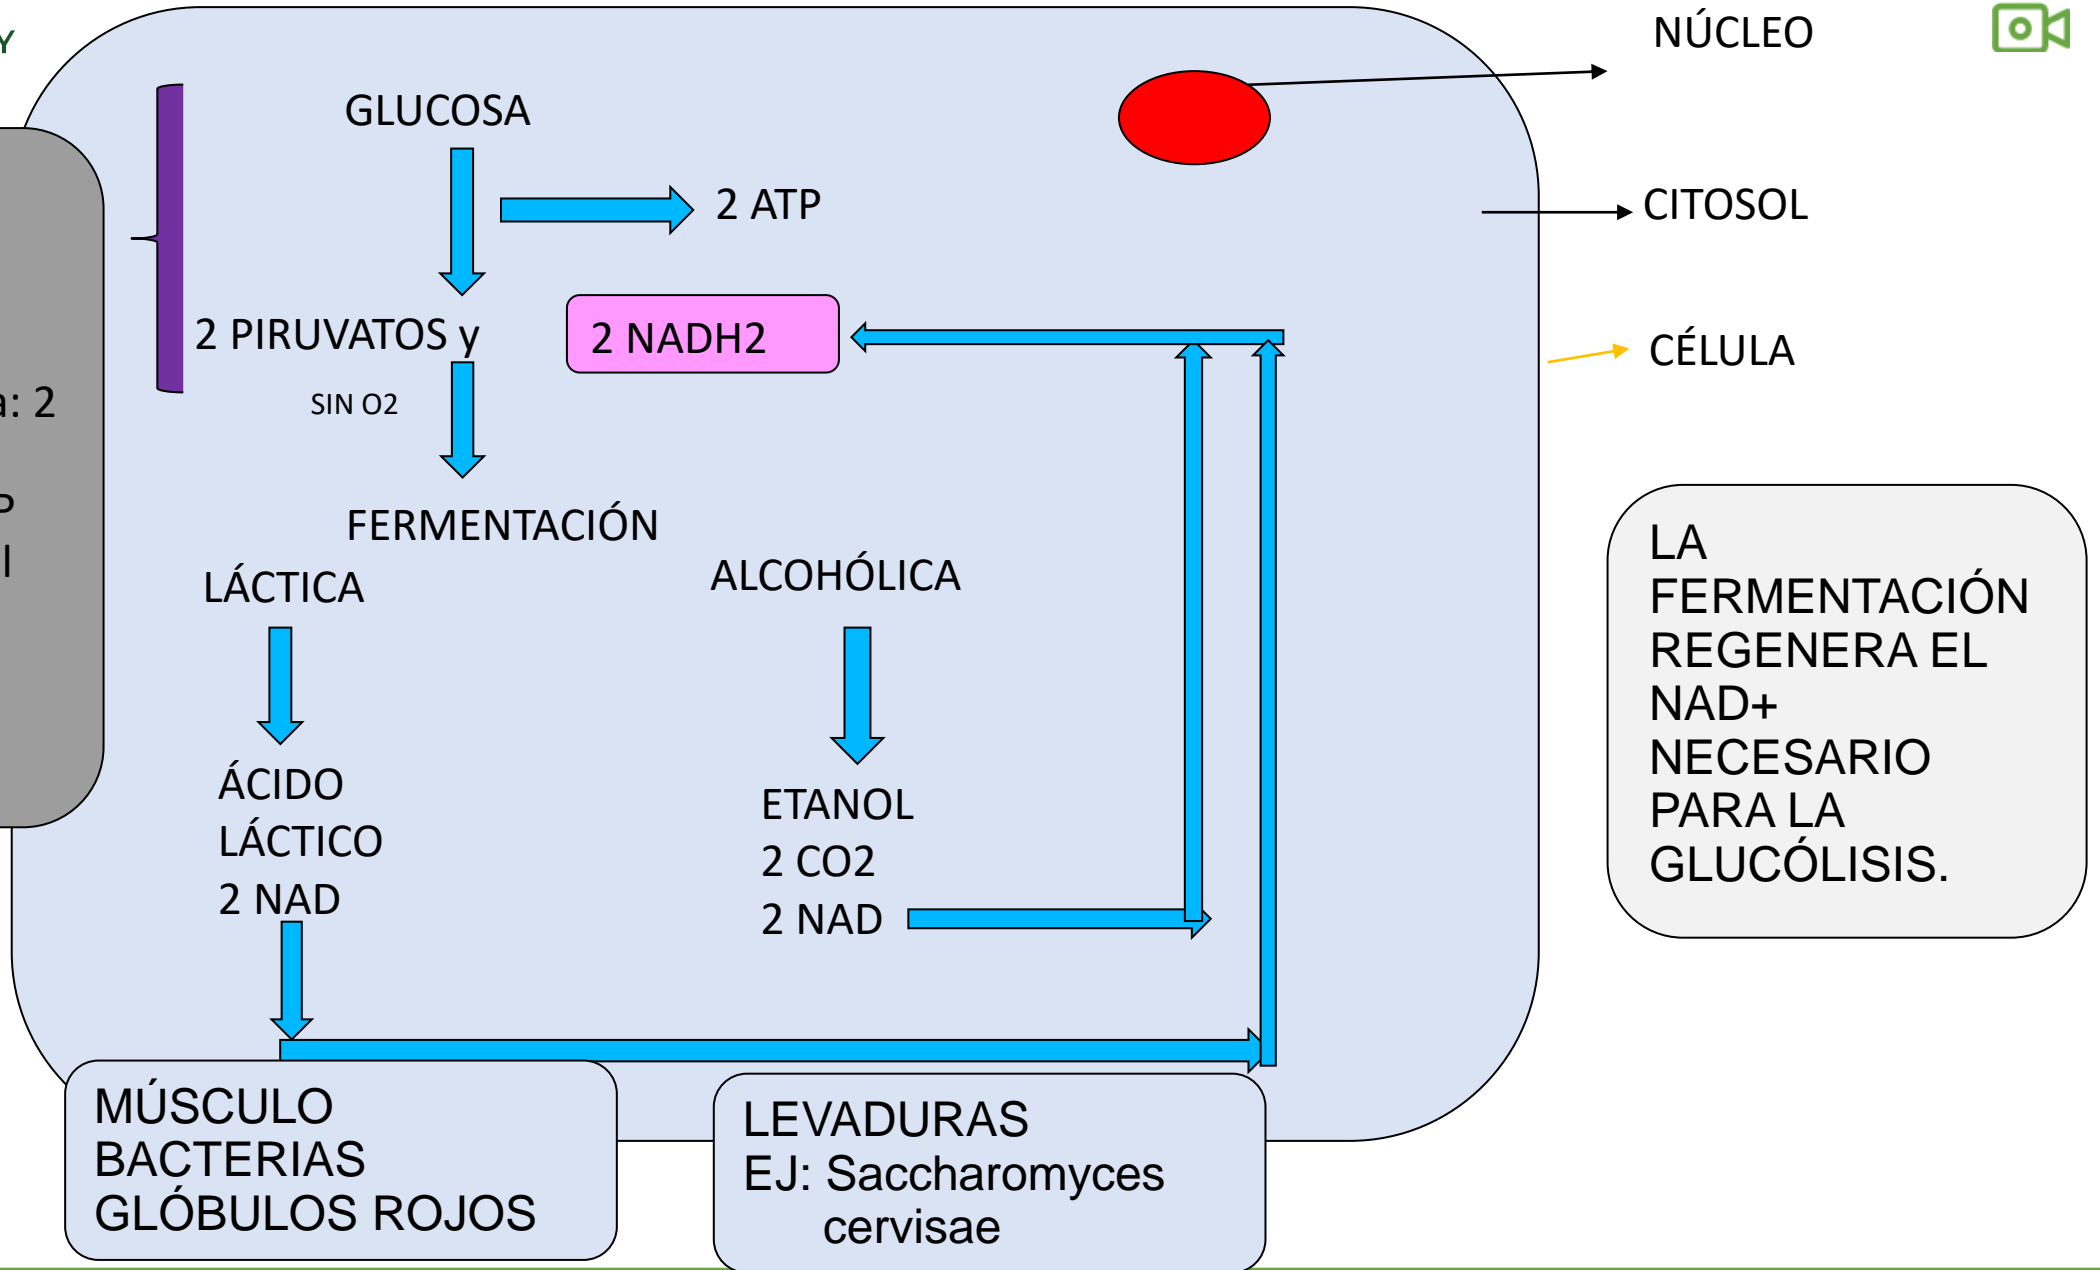 Y
NÚCLEO
GLUCOSA
2 ATP
CITOSOL
2 PIRUVATOS y
2 NADH2
CÉLULA
SIN O2
a: 2
P
l
FERMENTACIÓN
LÁCTICA
ALCOHÓLICA
ÁCIDO
LÁCTICO
2 NAD
ETANOL
2 CO2
2 NAD
LA
FERMENTACIÓN
REGENERA EL
NAD+
NECESARIO
PARA LA
GLUCÓLISIS.
MÚSCULO
BACTERIAS
GLÓBULOS ROJOS
LEVADURAS
EJ: Saccharomyces
cervisae